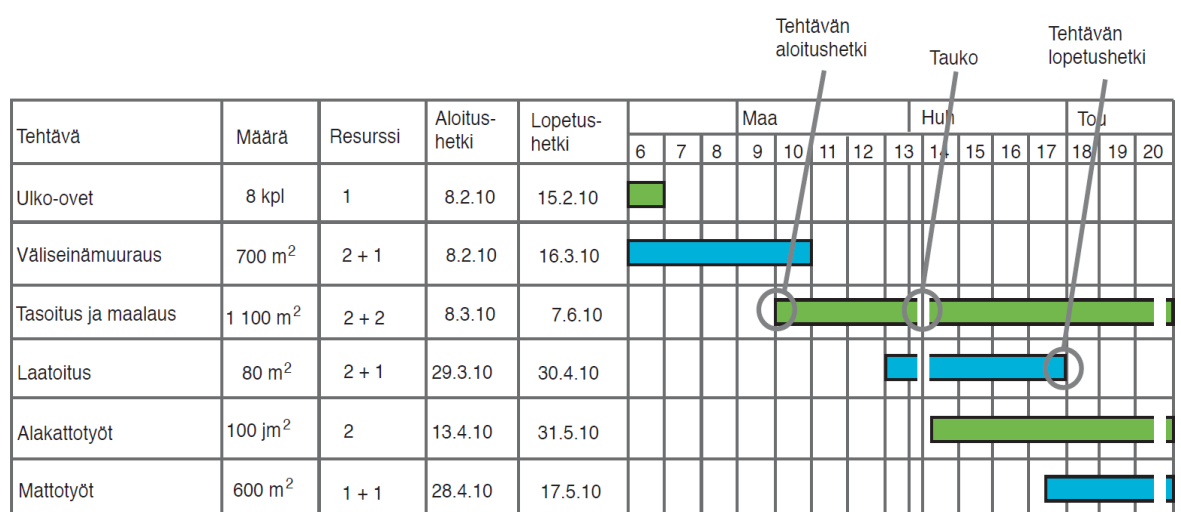 Tehtävän
aloitushetki
Tauko
Tehtävän
lopetushetki
Tehtävä Määrä Resurssi Aloitus-
hetki Lopetus-
hetki Maa Huh Tou
6 7 8 9 10 11 12 13 14 15 16 17 18 19 20
Ulko-ovet 8 kpl 1 8.2.10 15.2.10
Väliseinämuuraus 700 m² 2 + 1 8.2.10 16.3.10
Tasoitus ja maalaus 1 100 m² 2 + 2 8.3.10 7.6.10
Laatoitus 80 m² 2 + 1 29.3.10 30.4.10
Alakattotyöt 100 jm² 2 13.4.10 31.5.10
Mattotyöt 600 m² 1 + 1 28.4.10 17.5.10